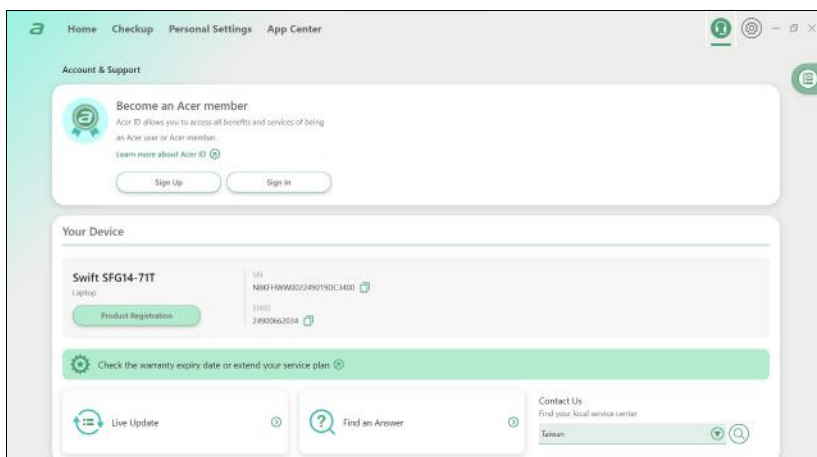 Home Checkup Personal Settings App Center
Account & Support
Become an Acer member
Acer ID allows you to access all benefits and services of being
an Acer user or Acer member.
Learn more about Acer ID
Sign Up Sign In
Your Device
Swift SFG14-71T
Laptop
Product Registration
SN
NBKFHWW002249019DC3400
SNID
24900662034
Check the warranty expiry date or extend your service plan
Live Update
Find an Answer
Contact Us
Find your local service center
Taiwan